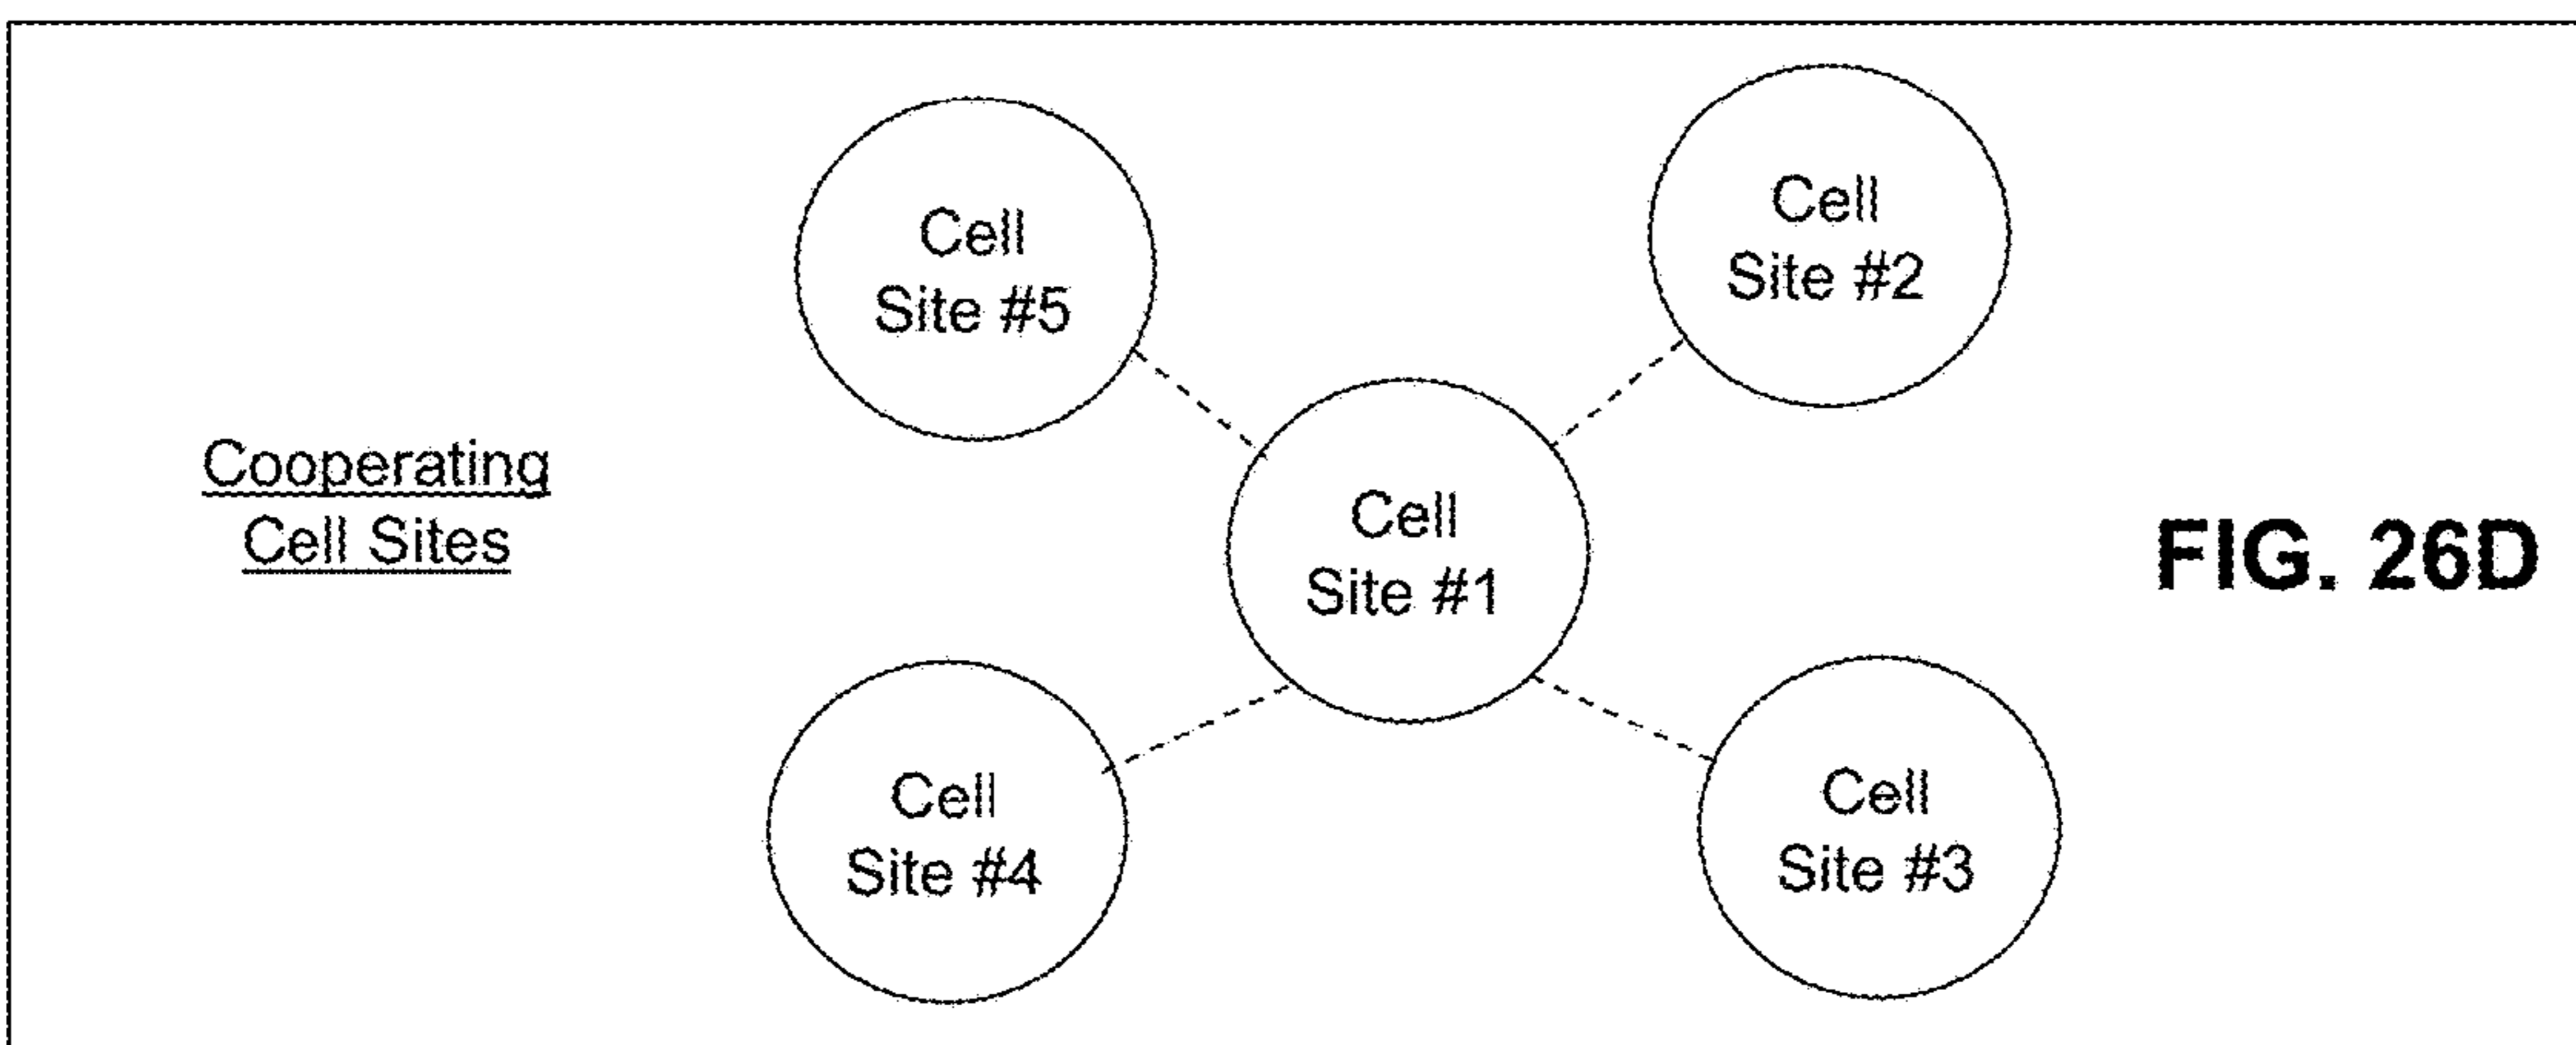 Cell
Site #5
Cell
Site #2
Cooperating
Cell Sites
Cell
Site #1
FIG. 26D
Cell
Site #4
Cell
Site #3